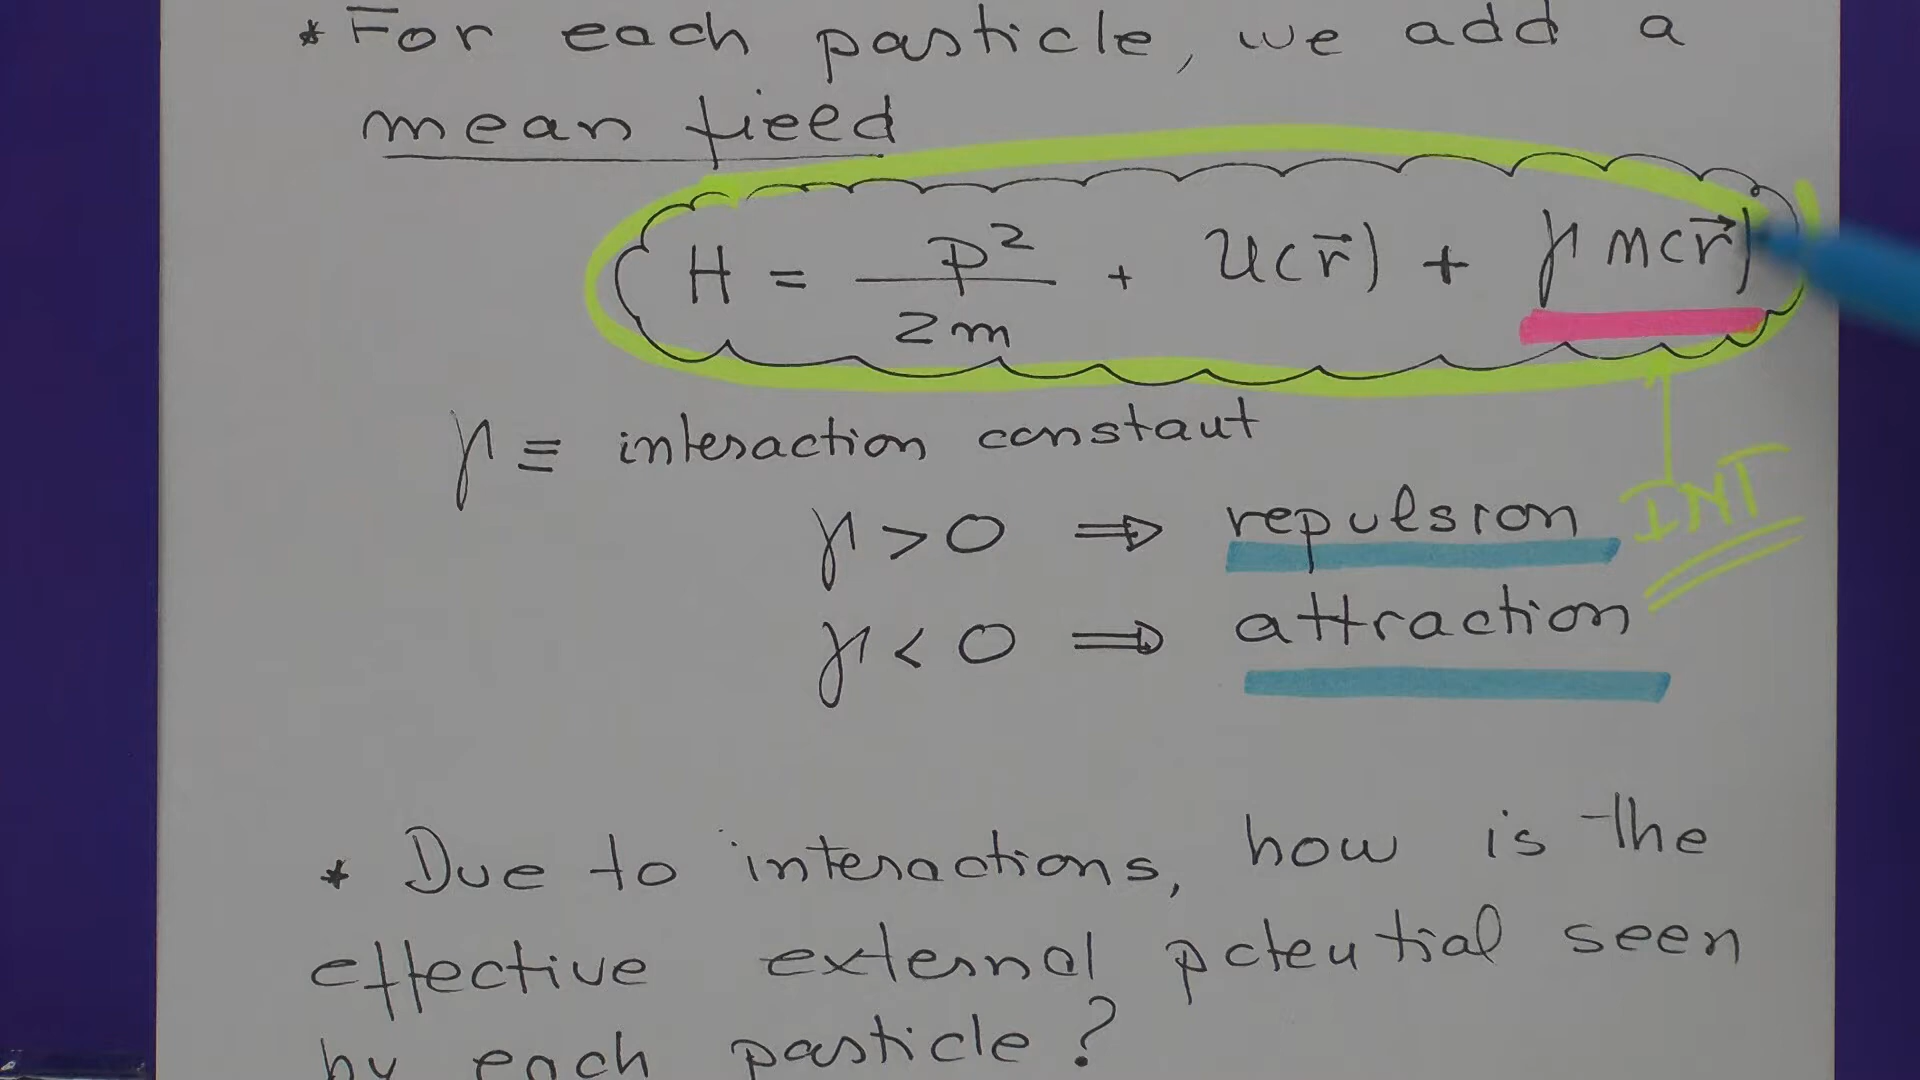 * For each particle, we add a
mean field
H = p²/2m + U(r⃗) + γ n(r⃗)
γ ≡ interaction constant
γ > 0 ⇒ repulsion
INT
γ < 0 ⇒ attraction
* Due to interactions, how is the
effective external potential seen
by each particle?